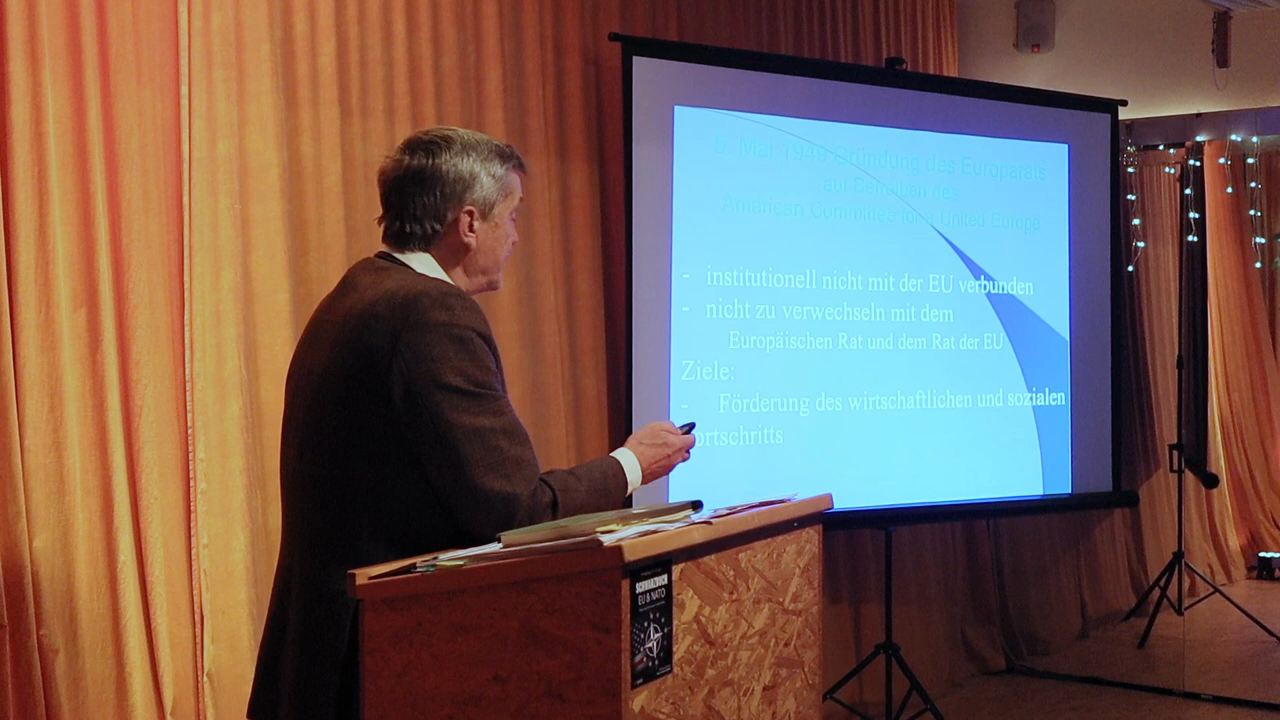 5. Mai 1949 Gründung des Europarats
auf Betreiben des
American Committee for a United Europe
- institutionell nicht mit der EU verbunden
- nicht zu verwechseln mit dem
Europäischen Rat und dem Rat der EU
Ziele:
- Förderung des wirtschaftlichen und sozialen
ortschritts
SCHWARZBUCH
EU & NATO